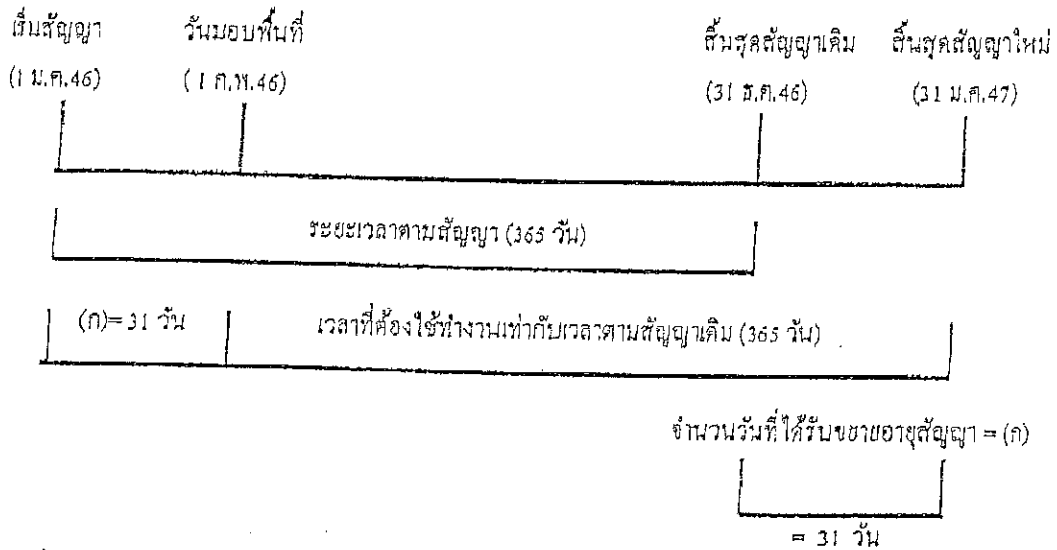 เริ่มสัญญา วันมอบพื้นที่ สิ้นสุดสัญญาเดิม สิ้นสุดสัญญาใหม่
(1 ม.ค.46) (1 ก.พ.46) (31 ธ.ค.46) (31 ม.ค.47)
ระยะเวลาตามสัญญา (365 วัน)
(ก)= 31 วัน เวลาที่ต้องใช้ทำงานเท่ากับเวลาตามสัญญาเดิม (365 วัน)
จำนวนวันที่ได้รับขยายอายุสัญญา = (ก)
= 31 วัน